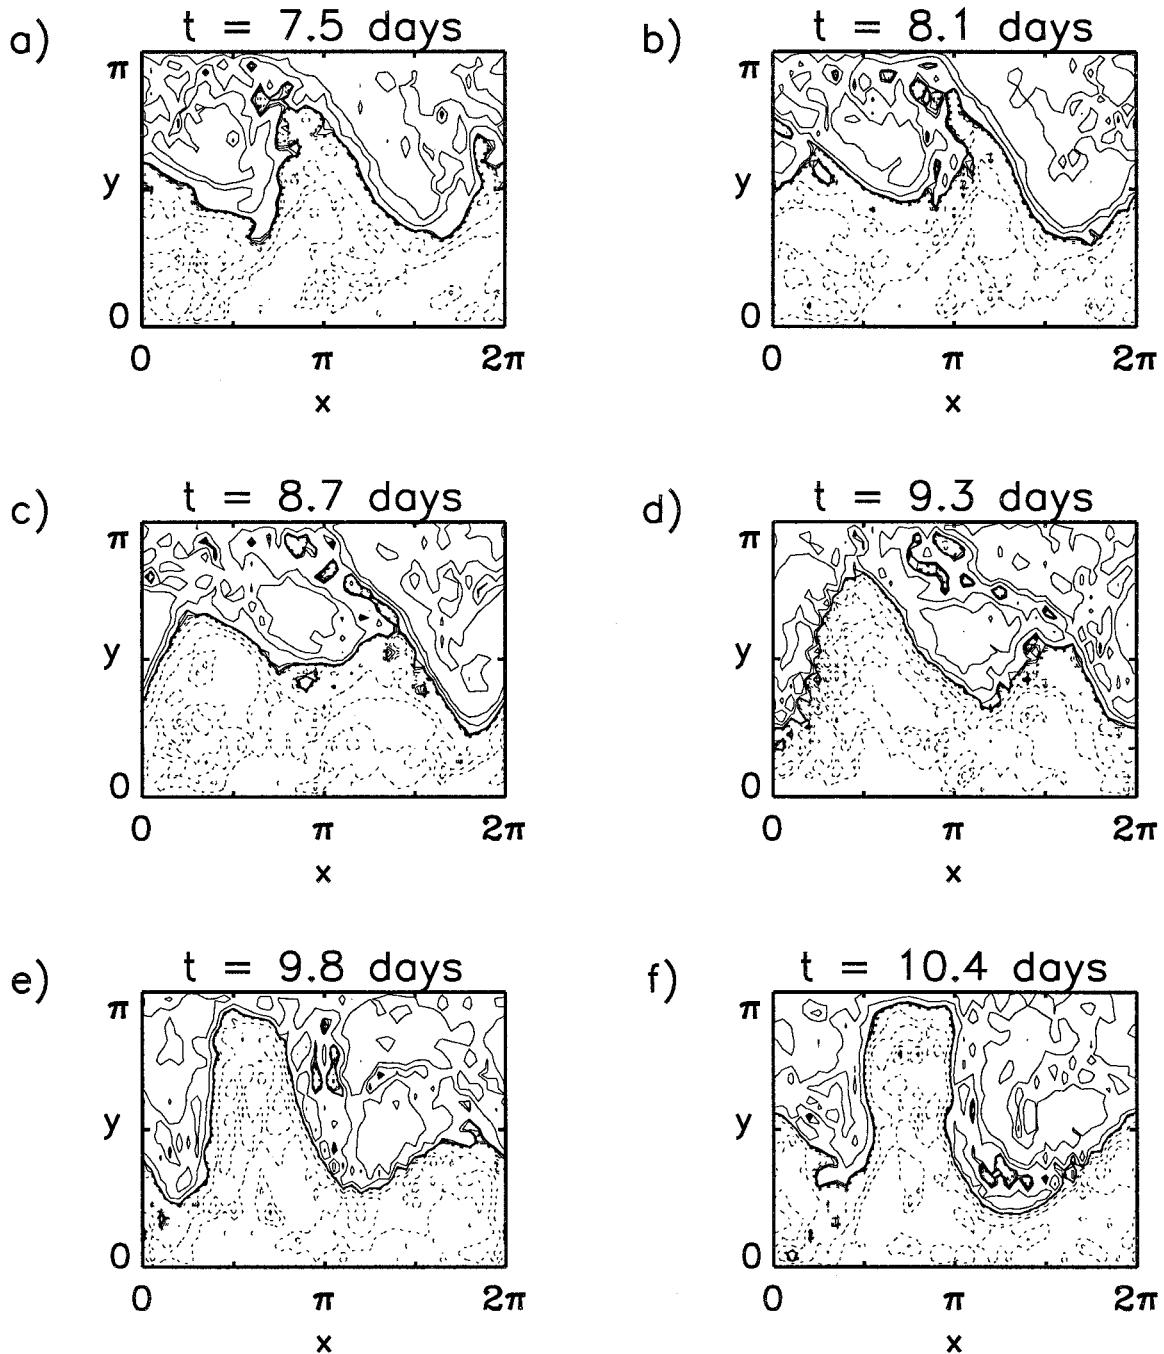 a) t = 7.5 days
π
y
0
0 π 2π
x
b) t = 8.1 days
π
y
0
0 π 2π
x
c) t = 8.7 days
π
y
0
0 π 2π
x
d) t = 9.3 days
π
y
0
0 π 2π
x
e) t = 9.8 days
π
y
0
0 π 2π
x
f) t = 10.4 days
π
y
0
0 π 2π
x